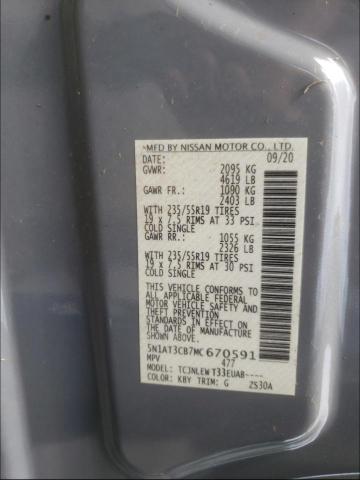 MFD BY NISSAN MOTOR CO., LTD.
DATE: 09/20
GVWR: 2095 KG
4619 LB
GAWR FR: 1090 KG
2403 LB
WITH 235/55R19 TIRES
19 x 7.5 RIMS AT 33 PSI
COLD SINGLE
GAWR RR: 1055 KG
2326 LB
WITH 235/55R19 TIRES
19 x 7.5 RIMS AT 30 PSI
COLD SINGLE
THIS VEHICLE CONFORMS TO ALL
APPLICABLE FEDERAL MOTOR
VEHICLE SAFETY STANDARDS
IN EFFECT ON THE
DATE OF MANUFACTURE
SHOWN ABOVE.
5N1AT3CB7MC670591
MPV 477
MODEL: TCJNLEW T33EUAB----
COLOR: KBY TRIM: G ZS30A